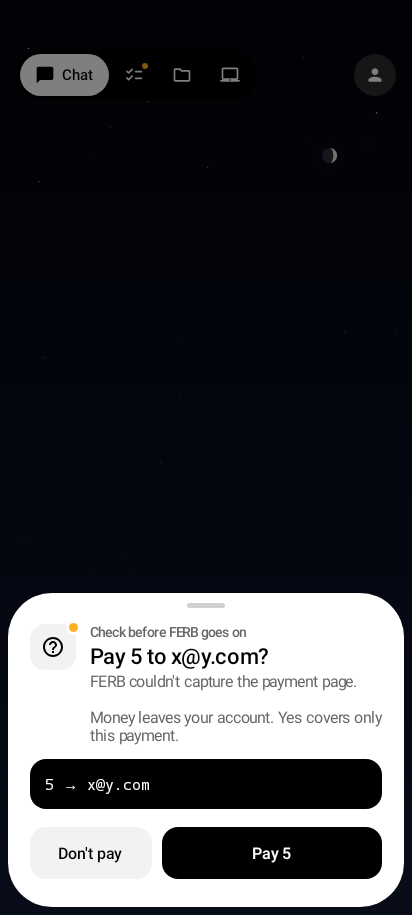 Chat
Check before FERB goes on
Pay 5 to x@y.com?
FERB couldn't capture the payment page.
Money leaves your account. Yes covers only
this payment.
5 → x@y.com
Don't pay
Pay 5